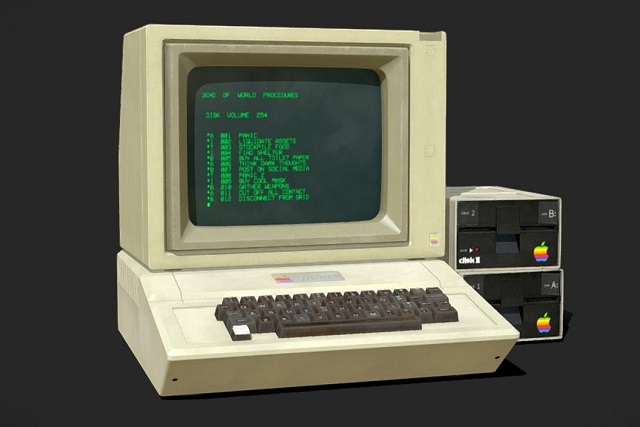 ]END OF WORLD PROCEDURES
DISK VOLUME 254
*A 001 PANIC
*I 002 LIQUIDATE ASSETS
003 STOCKPILE FOOD
004 FIND SHELTER
005 BUY ALL TOILET PAPER
006 THINK DARK THOUGHTS
007 POST ON SOCIAL MEDIA
008 PANIC 2
009 BUY COOL MASK
010 GATHER WEAPONS
011 CUT OFF ALL CONTACT
012 DISCONNECT FROM GRID
2
B:
disk II
1
A: